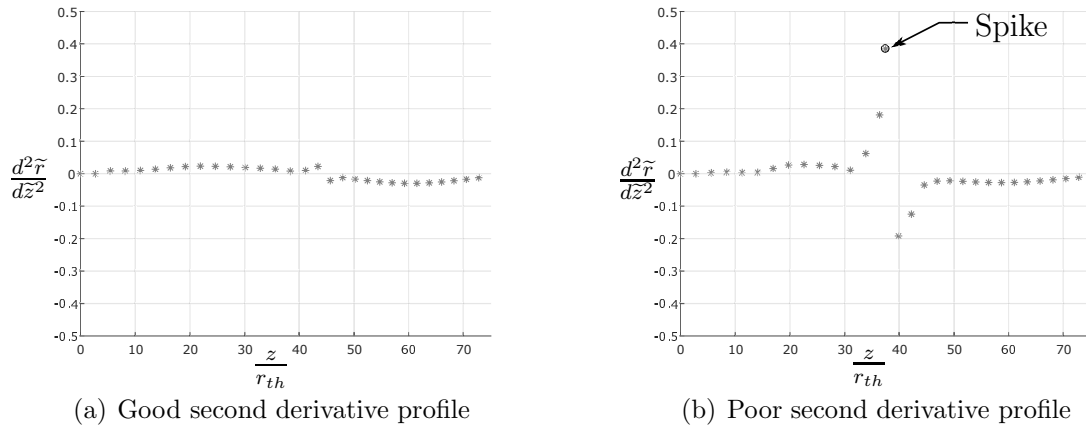 0.5
0.4
0.3
0.2
0.1
0
-0.1
-0.2
-0.3
-0.4
-0.5
d²r̃
dz̃²
0 10 20 30 40 50 60 70
z
r_th
(a) Good second derivative profile
Spike
0.5
0.4
0.3
0.2
0.1
0
-0.1
-0.2
-0.3
-0.4
-0.5
d²r̃
dz̃²
0 10 20 30 40 50 60 70
z
r_th
(b) Poor second derivative profile